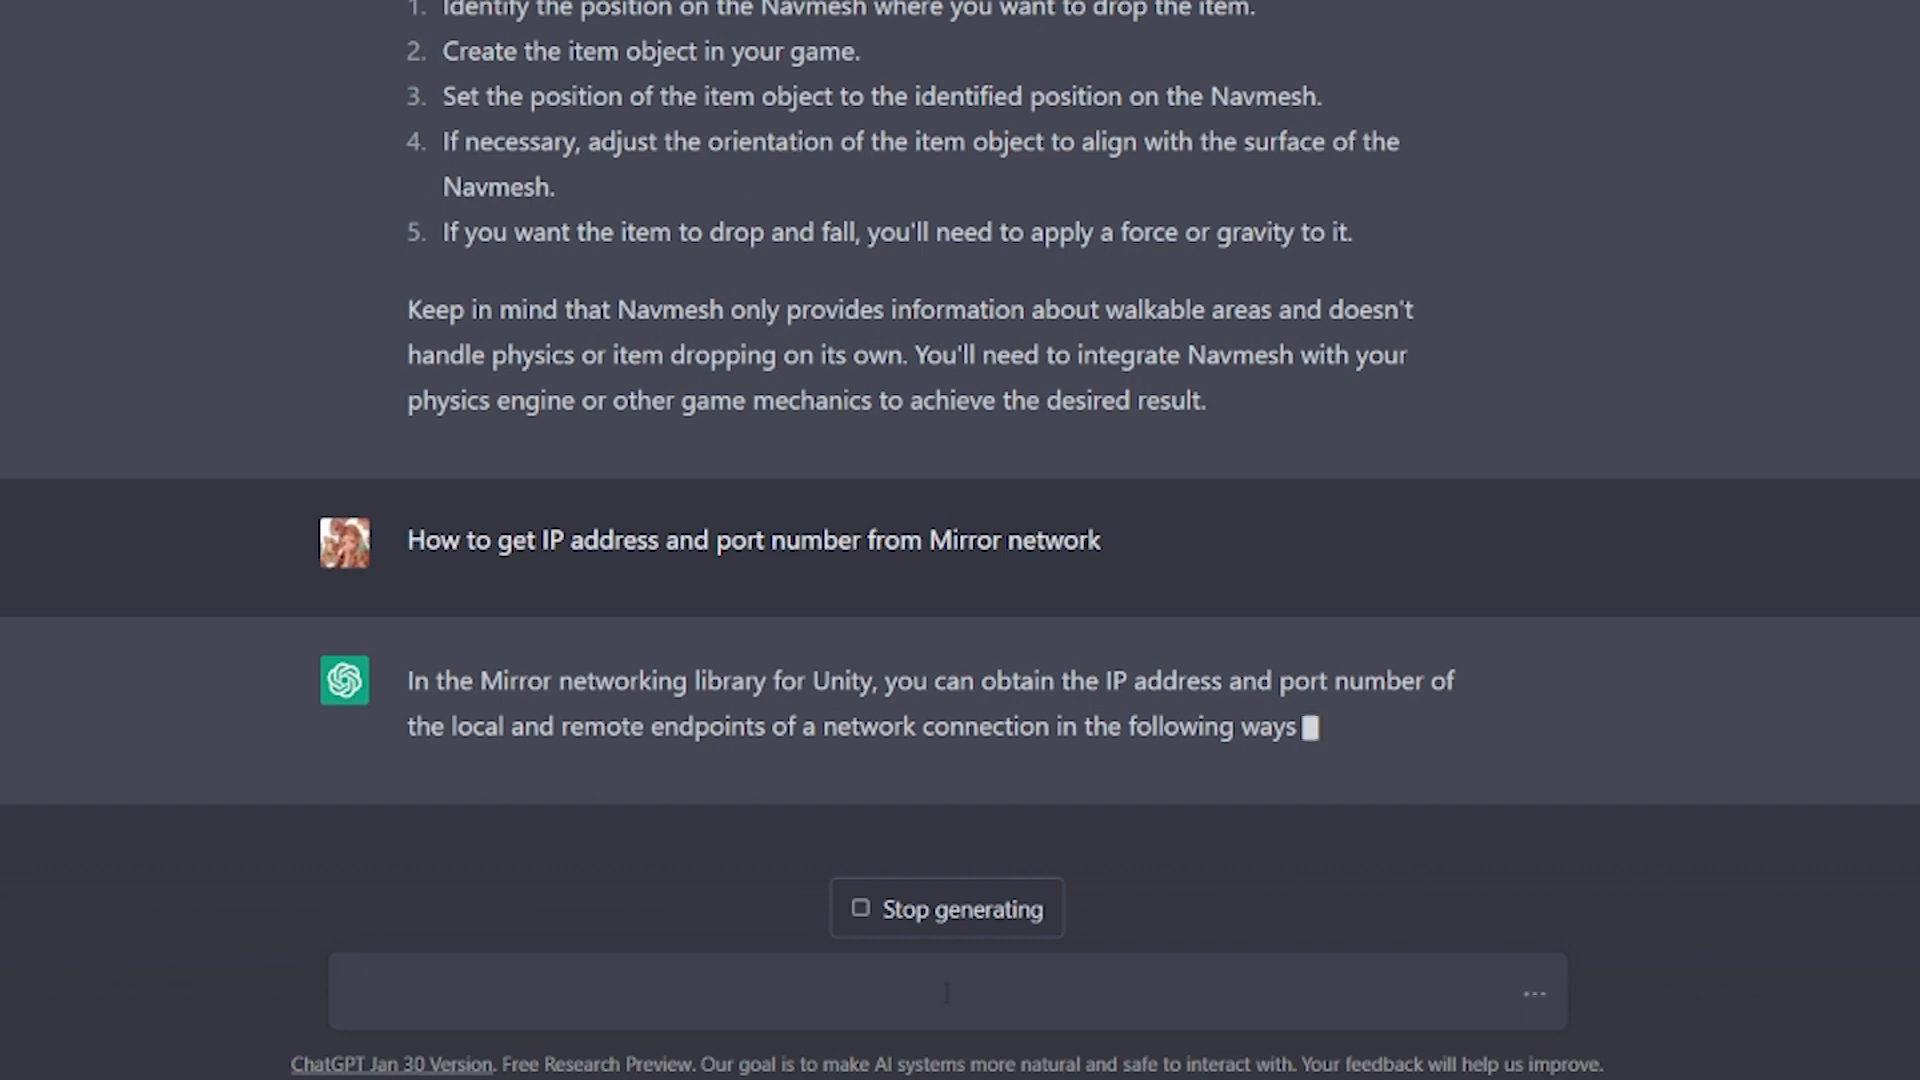 1. Identify the position on the Navmesh where you want to drop the item.
2. Create the item object in your game.
3. Set the position of the item object to the identified position on the Navmesh.
4. If necessary, adjust the orientation of the item object to align with the surface of the
Navmesh.
5. If you want the item to drop and fall, you'll need to apply a force or gravity to it.
Keep in mind that Navmesh only provides information about walkable areas and doesn't
handle physics or item dropping on its own. You'll need to integrate Navmesh with your
physics engine or other game mechanics to achieve the desired result.
How to get IP address and port number from Mirror network
In the Mirror networking library for Unity, you can obtain the IP address and port number of
the local and remote endpoints of a network connection in the following ways
Stop generating
ChatGPT Jan 30 Version. Free Research Preview. Our goal is to make AI systems more natural and safe to interact with. Your feedback will help us improve.